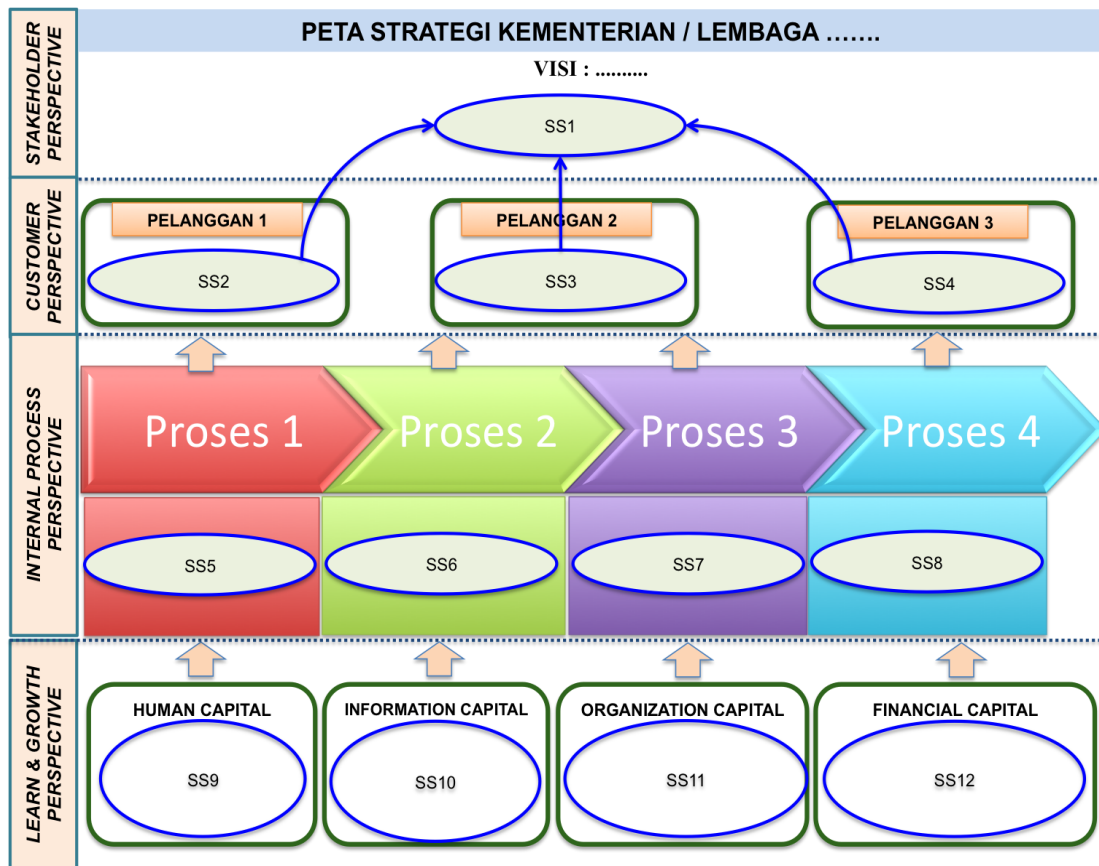 PETA STRATEGI KEMENTERIAN / LEMBAGA .......
VISI : ..........
STAKEHOLDER
PERSPECTIVE
SS1
CUSTOMER
PERSPECTIVE
PELANGGAN 1
PELANGGAN 2
PELANGGAN 3
SS2
SS3
SS4
INTERNAL PROCESS
PERSPECTIVE
Proses 1
Proses 2
Proses 3
Proses 4
SS5
SS6
SS7
SS8
LEARN & GROWTH
PERSPECTIVE
HUMAN CAPITAL
INFORMATION CAPITAL
ORGANIZATION CAPITAL
FINANCIAL CAPITAL
SS9
SS10
SS11
SS12